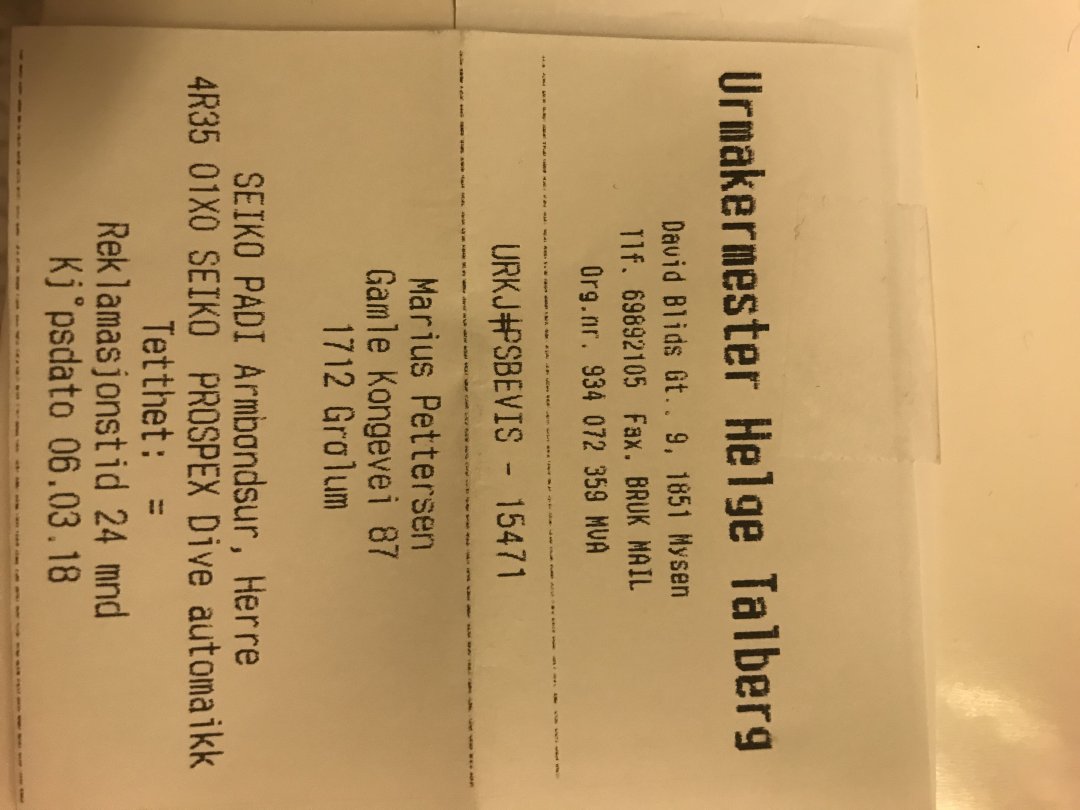 Urmakermester Helge Talberg
David Blids Gt.. 9, 1851 Mysen
Tlf. 69892105 Fax. BRUK MAIL
Org.nr. 934 072 359 MVA
URKJ#PSBEVIS - 15471
Marius Pettersen
Gamle Kongevei 87
1712 Gralum
SEIKO PADI Armbandsur, Herre
4R35 01X0 SEIKO PROSPEX Dive automaikk
Tetthet: =
Reklamasjonstid 24 mnd
Kj°psdato 06.03.18